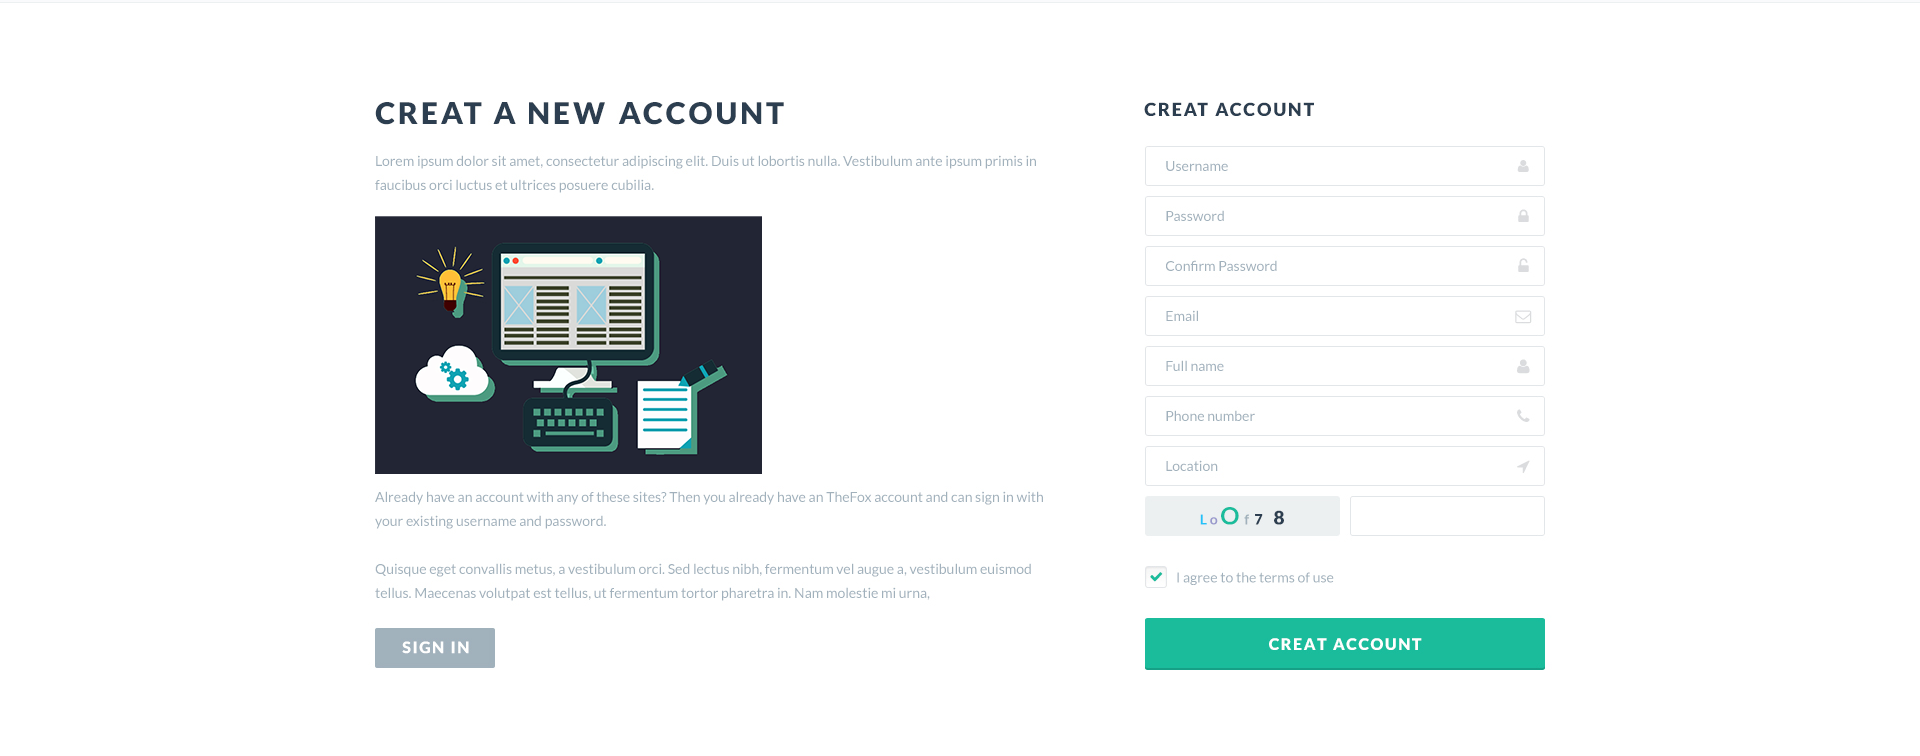 CREAT A NEW ACCOUNT
Lorem ipsum dolor sit amet, consectetur adipiscing elit. Duis ut lobortis nulla. Vestibulum ante ipsum primis in
faucibus orci luctus et ultrices posuere cubilia.
Already have an account with any of these sites? Then you already have an TheFox account and can sign in with
your existing username and password.
Quisque eget convallis metus, a vestibulum orci. Sed lectus nibh, fermentum vel augue a, vestibulum euismod
tellus. Maecenas volutpat est tellus, ut fermentum tortor pharetra in. Nam molestie mi urna,
SIGN IN
CREAT ACCOUNT
Username
Password
Confirm Password
Email
Full name
Phone number
Location
LoOf78
I agree to the terms of use
CREAT ACCOUNT